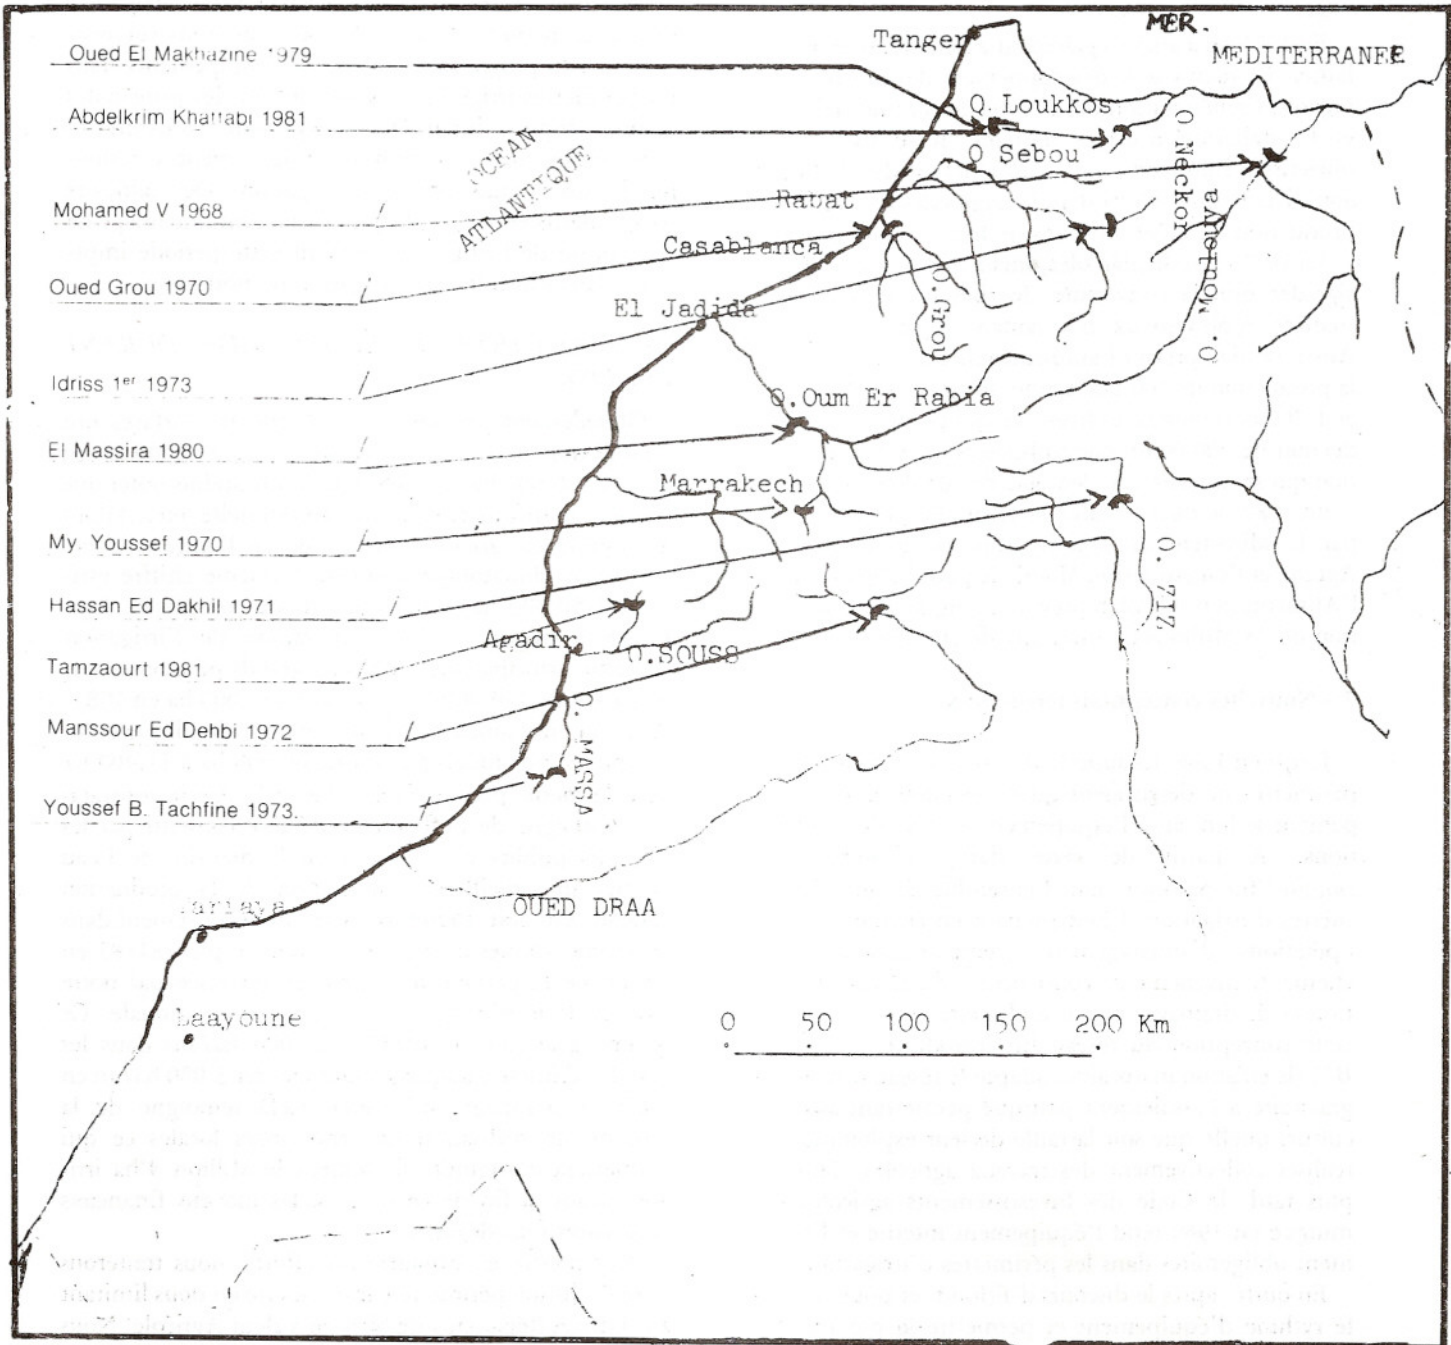 MER.
MEDITERRANEE
Tanger
Oued El Makhazine 1979
Abdelkrim Khattabi 1981
O. Loukkos
O Sebou
O Neckor
OCEAN
ATLANTIQUE
Mohamed V 1968
Rabat
Casablanca
O. Moulouya
Oued Grou 1970
O. Grou
El Jadida
Idriss 1er 1973
O.Oum Er Rabia
El Massira 1980
Marrakech
My. Youssef 1970
Hassan Ed Dakhil 1971
O. ZIZ
Agadir
O.SOUSS
Tamzaourt 1981
Manssour Ed Dehbi 1972
O. MASSA
Youssef B. Tachfine 1973
OUED DRAA
Laayoune
0 50 100 150 200 Km